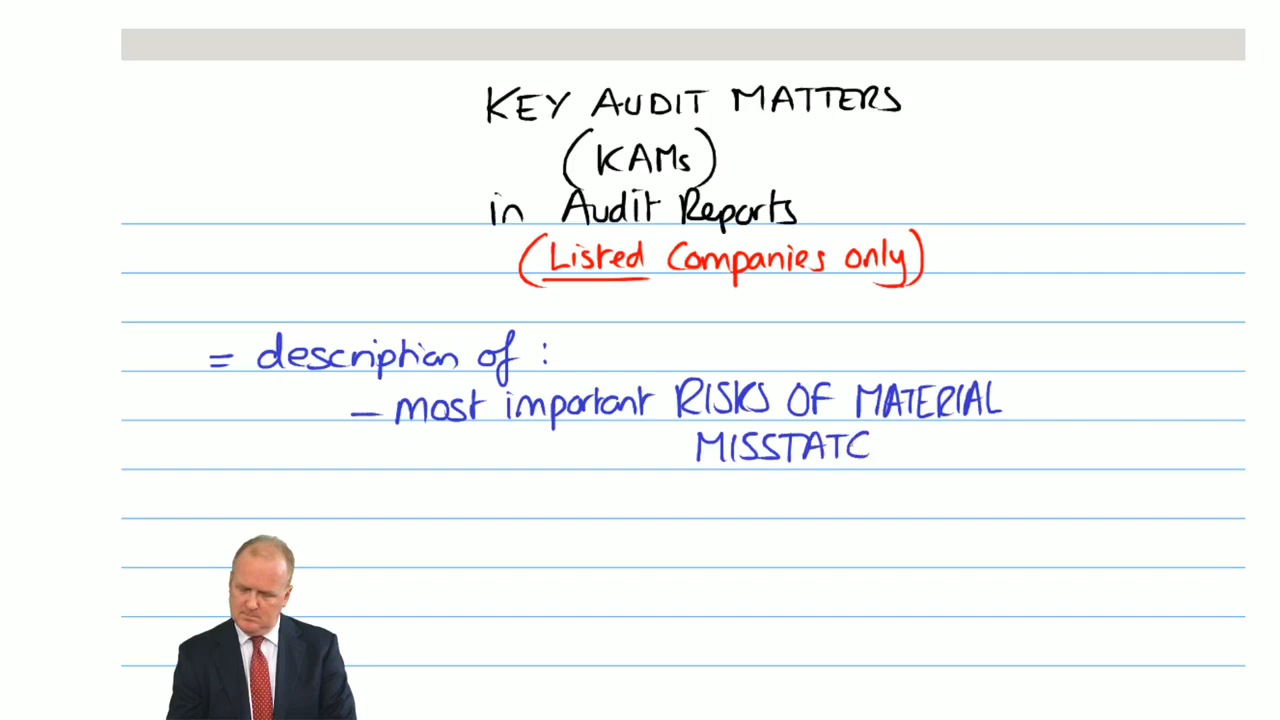 KEY AUDIT MATTERS
(KAMs)
in Audit Reports
(Listed Companies only)
= description of :
– most important RISKS OF MATERIAL
MISSTATC